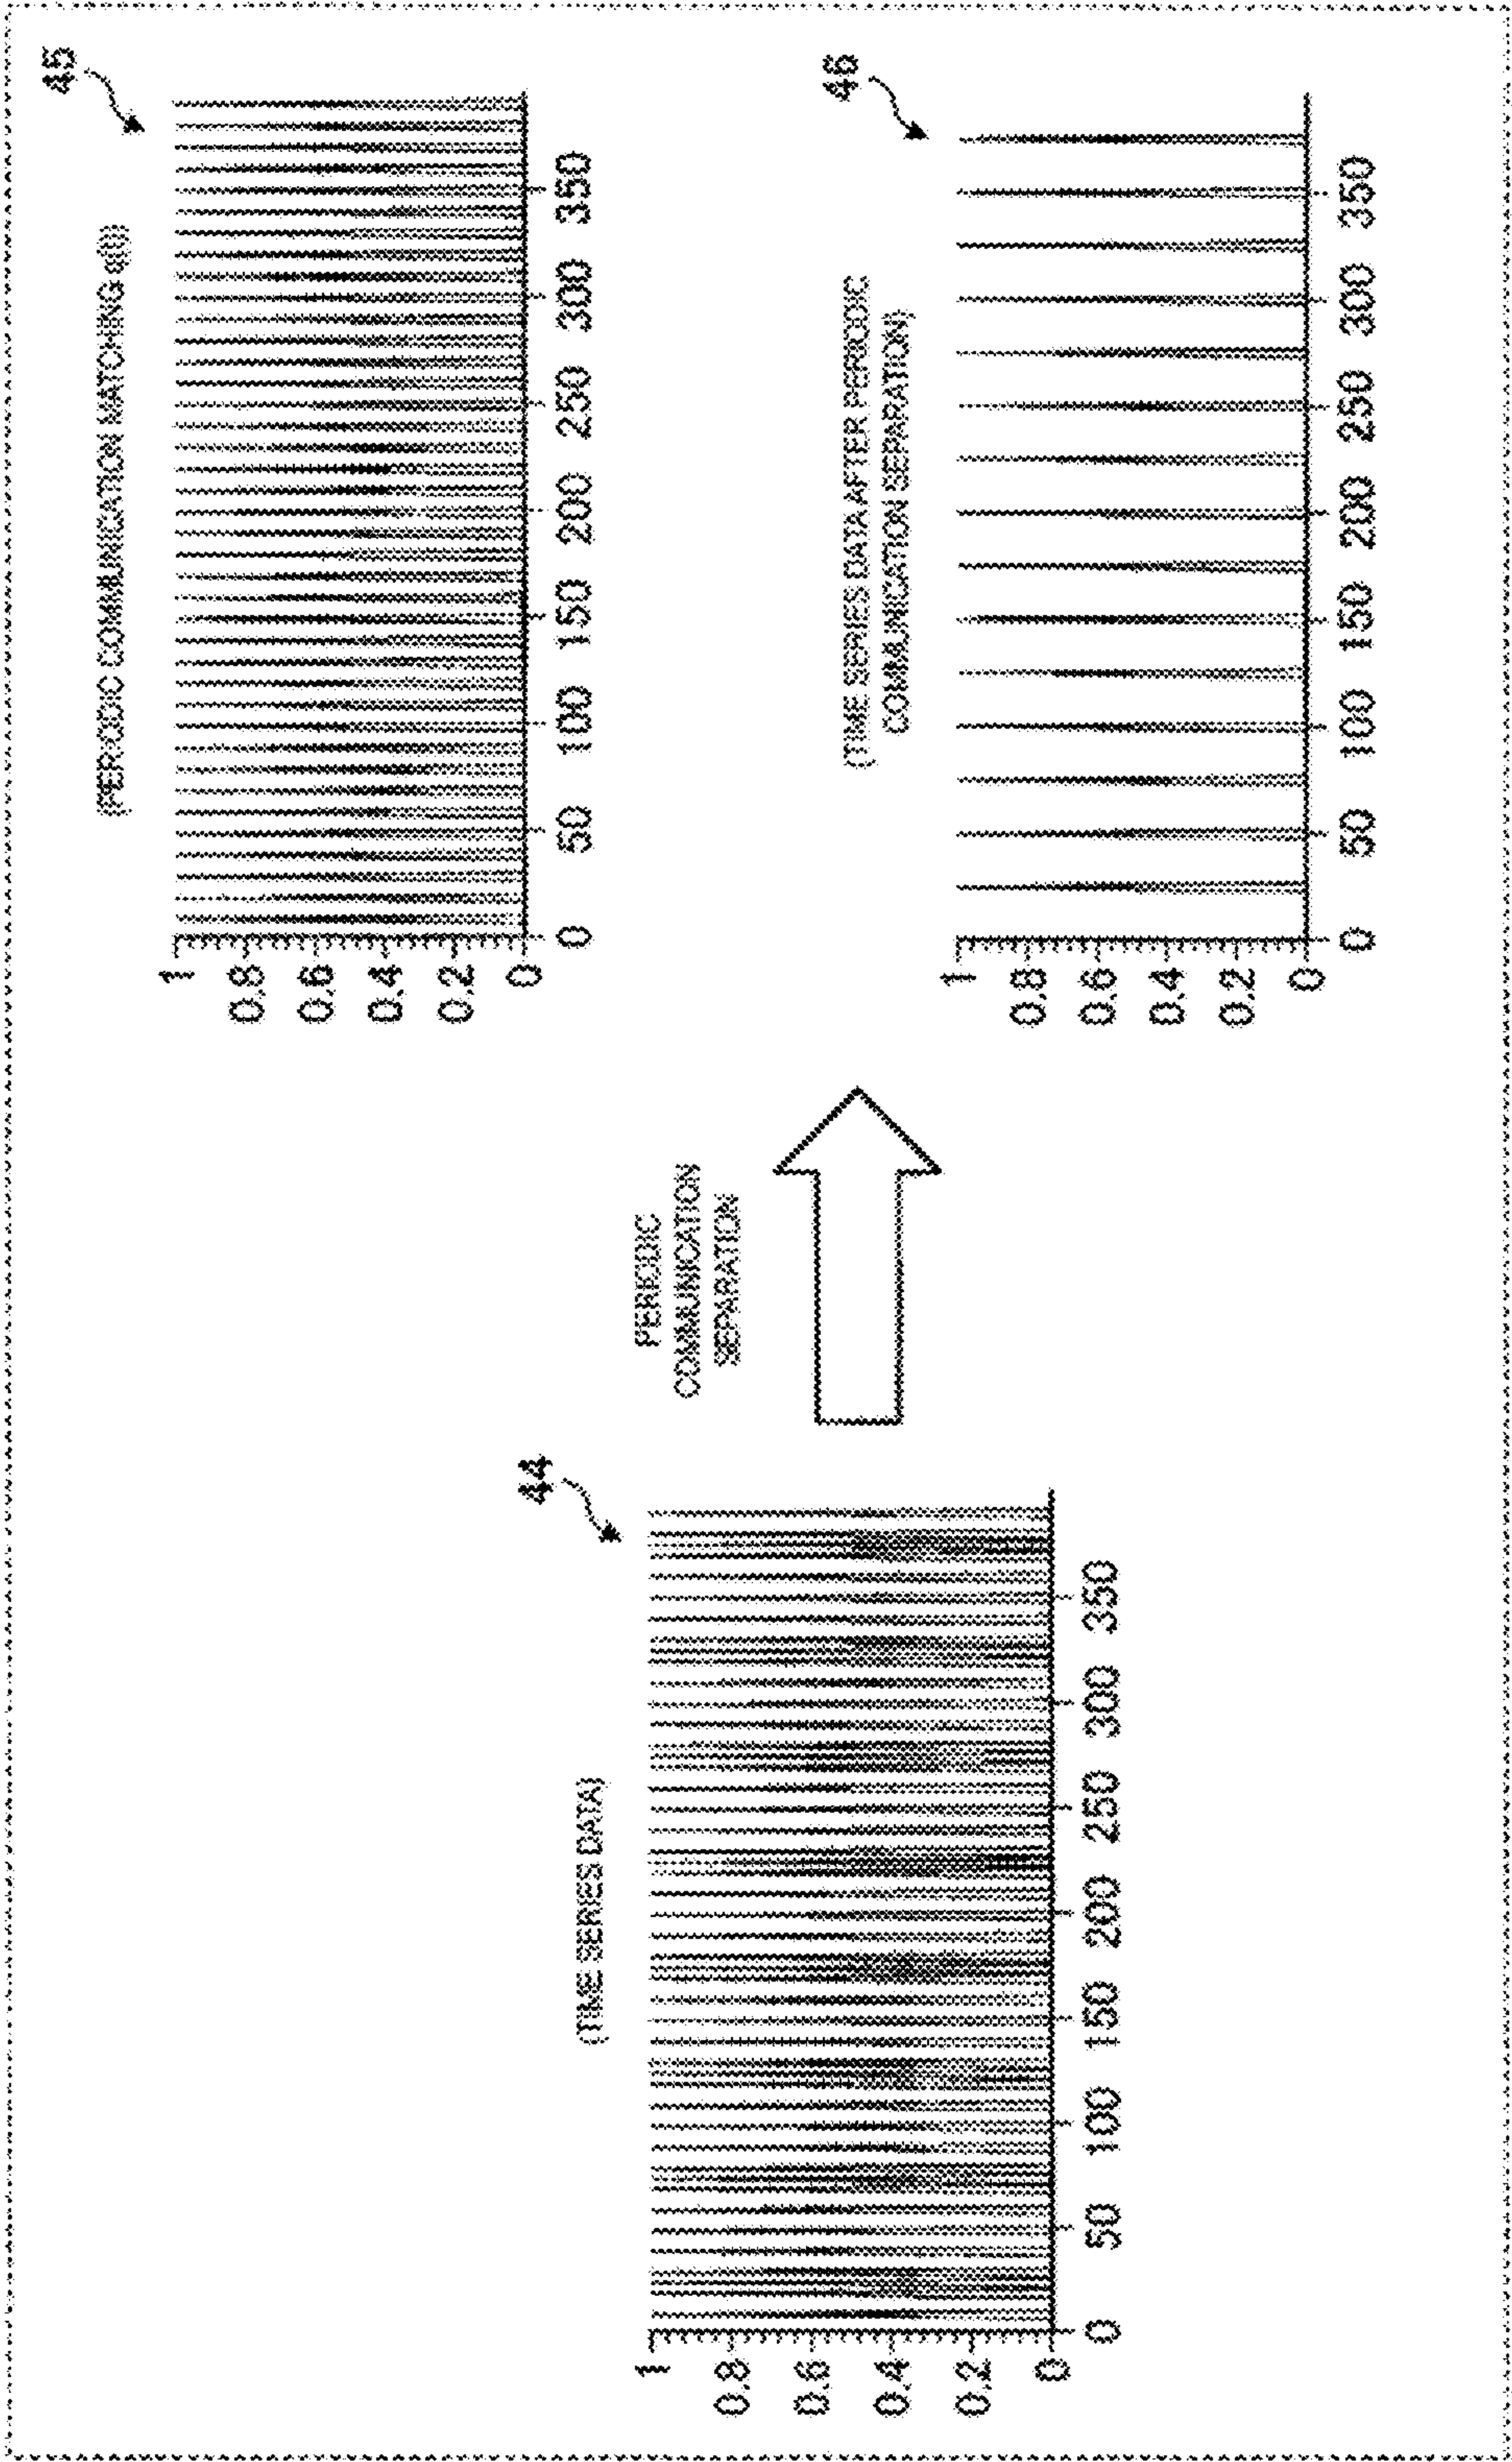 (TIME SERIES DATA)
44
1
0.8
0.6
0.4
0.2
0
0 50 100 150 200 250 300 350
PERIODIC
COMMUNICATION
SEPARATION
(PERIODIC COMMUNICATION MATCHING q(t))
45
1
0.8
0.6
0.4
0.2
0
0 50 100 150 200 250 300 350
(TIME SERIES DATA AFTER PERIODIC
COMMUNICATION SEPARATION)
46
1
0.8
0.6
0.4
0.2
0
0 50 100 150 200 250 300 350